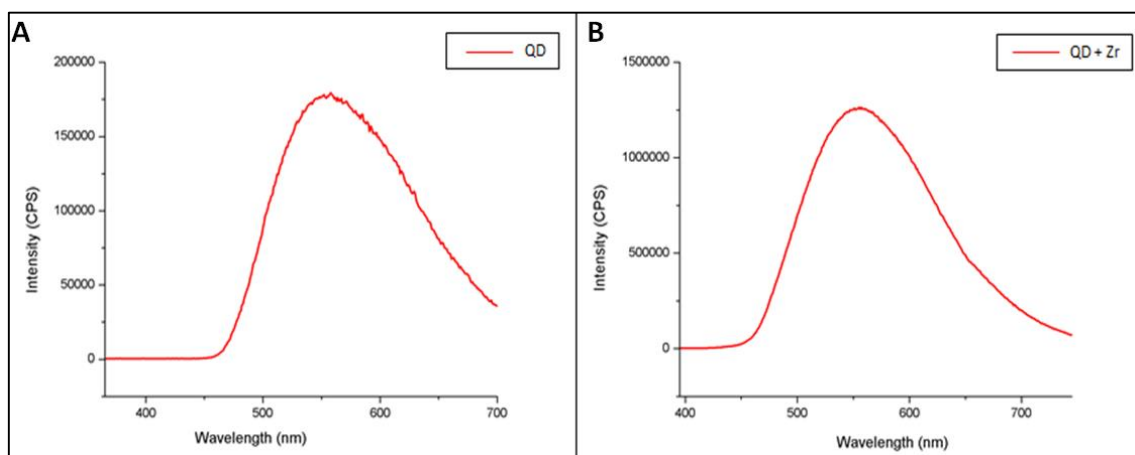 A
QD
200000
150000
100000
50000
0
Intensity (CPS)
400
500
600
700
Wavelength (nm)
B
QD + Zr
1500000
1000000
500000
0
Intensity (CPS)
400
500
600
700
Wavelength (nm)